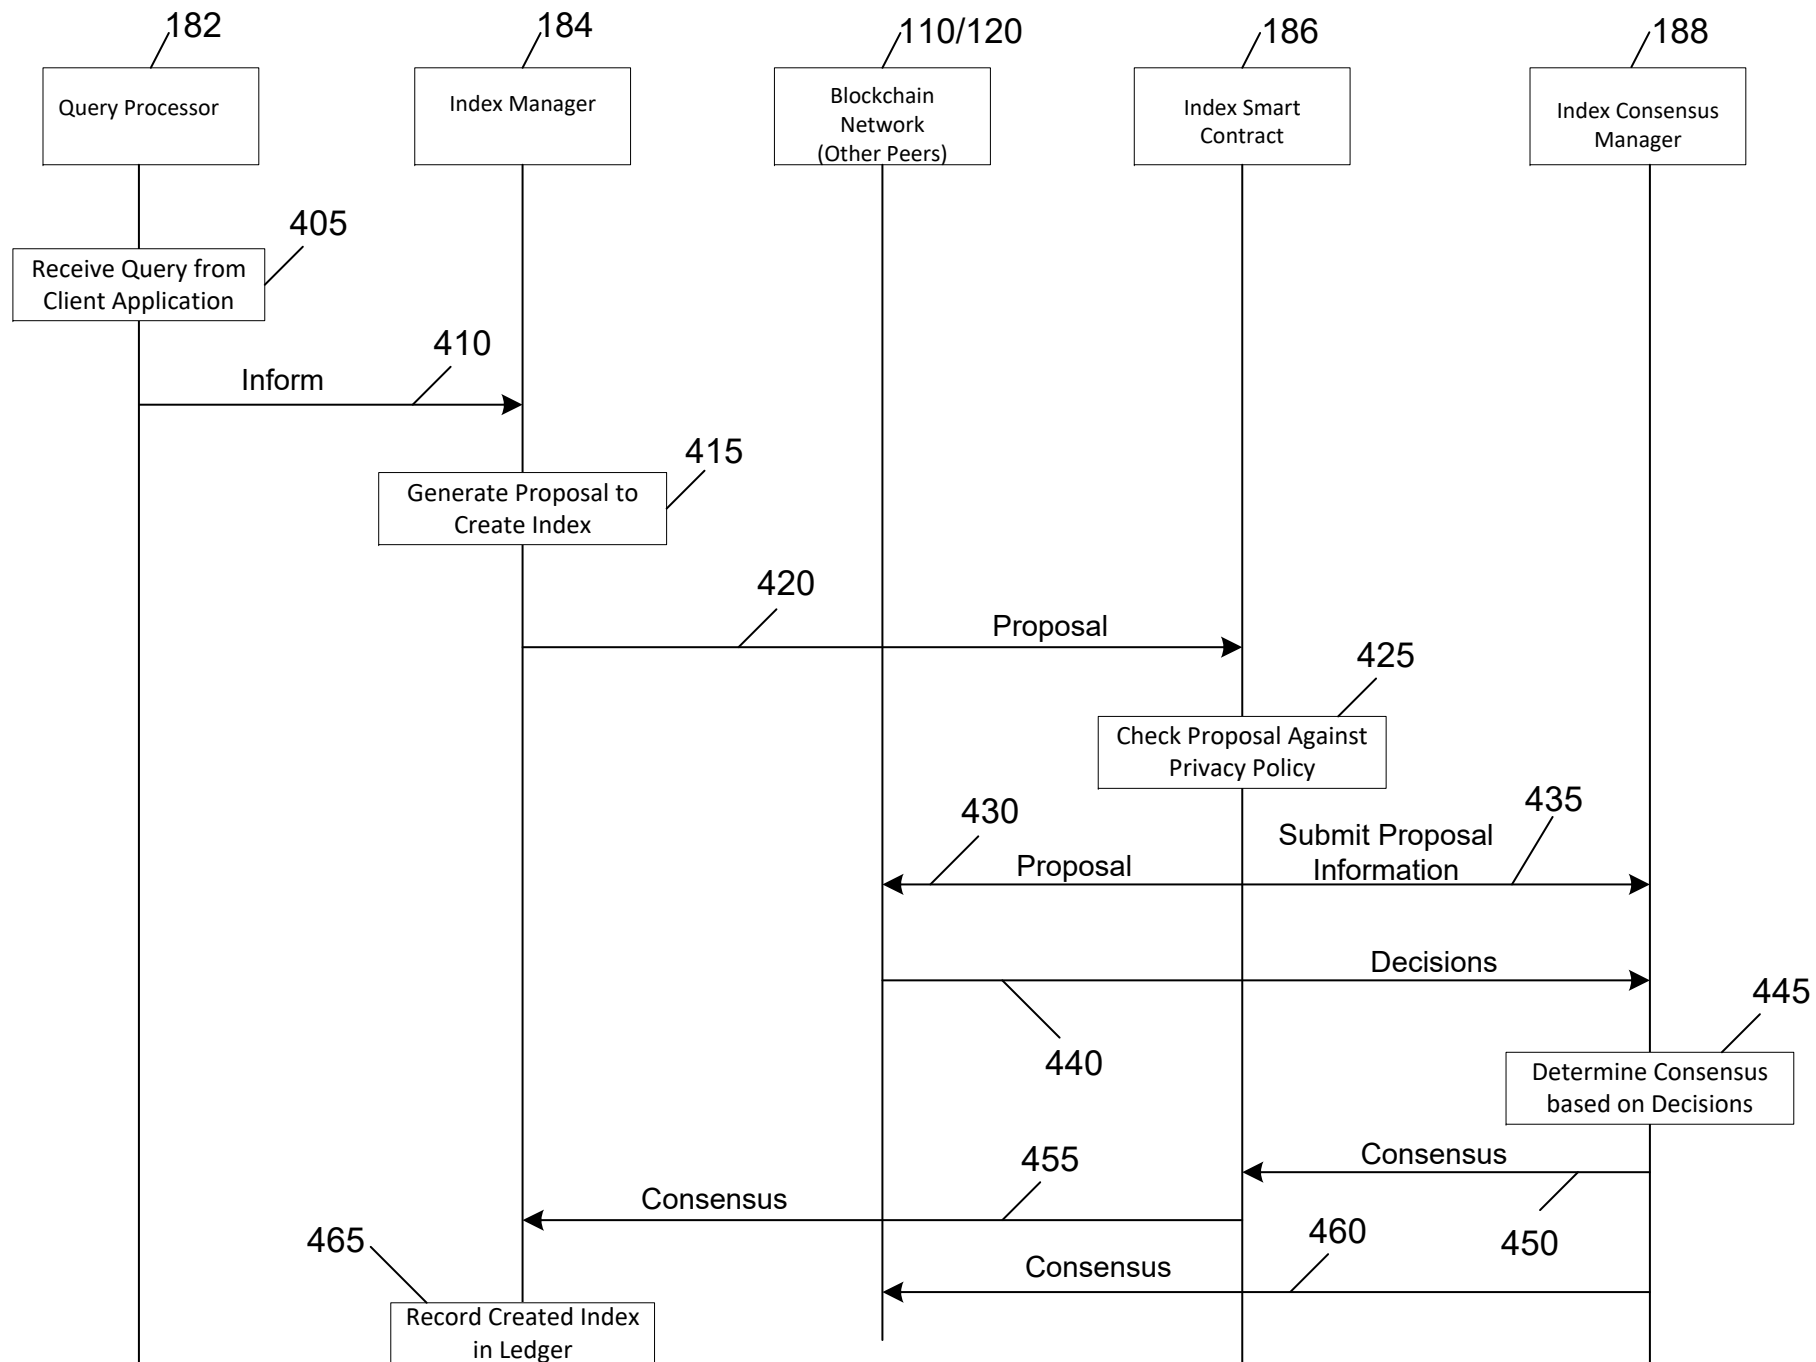 182
184
110/120
186
188
Query Processor
Index Manager
Blockchain
Network
(Other Peers)
Index Smart
Contract
Index Consensus
Manager
405
Receive Query from
Client Application
410
Inform
415
Generate Proposal to
Create Index
420
Proposal
425
Check Proposal Against
Privacy Policy
430
Proposal
435
Submit Proposal
Information
Decisions
440
445
Determine Consensus
based on Decisions
Consensus
450
455
Consensus
460
Consensus
465
Record Created Index
in Ledger